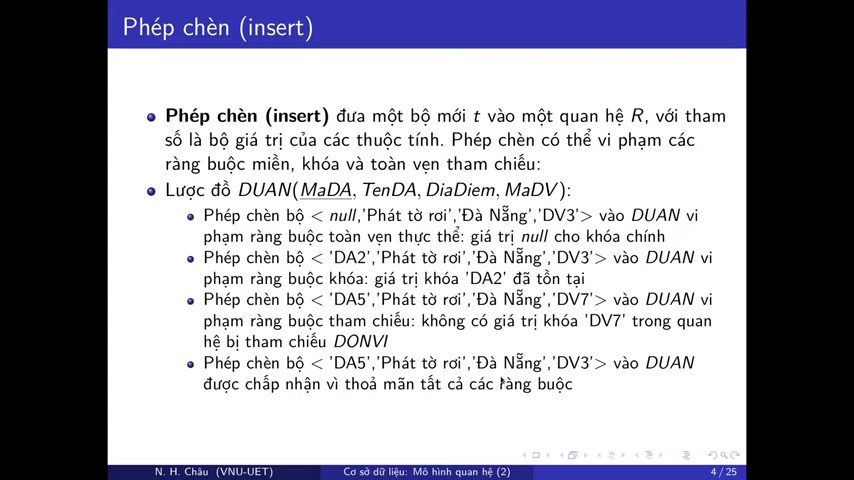 Phép chèn (insert)
Phép chèn (insert) đưa một bộ mới t vào một quan hệ R, với tham
số là bộ giá trị của các thuộc tính. Phép chèn có thể vi phạm các
ràng buộc miền, khóa và toàn vẹn tham chiếu:
Lược đồ DUAN(MaDA, TenDA, DiaDiem, MaDV):
Phép chèn bộ < null,'Phát tờ rơi','Đà Nẵng','DV3'> vào DUAN vi
phạm ràng buộc toàn vẹn thực thể: giá trị null cho khóa chính
Phép chèn bộ < 'DA2','Phát tờ rơi','Đà Nẵng','DV3'> vào DUAN vi
phạm ràng buộc khóa: giá trị khóa 'DA2' đã tồn tại
Phép chèn bộ < 'DA5','Phát tờ rơi','Đà Nẵng','DV7'> vào DUAN vi
phạm ràng buộc tham chiếu: không có giá trị khóa 'DV7' trong quan
hệ bị tham chiếu DONVI
Phép chèn bộ < 'DA5','Phát tờ rơi','Đà Nẵng','DV3'> vào DUAN
được chấp nhận vì thoả mãn tất cả các ràng buộc
N. H. Châu (VNU-UET) Cơ sở dữ liệu: Mô hình quan hệ (2) 4 / 25